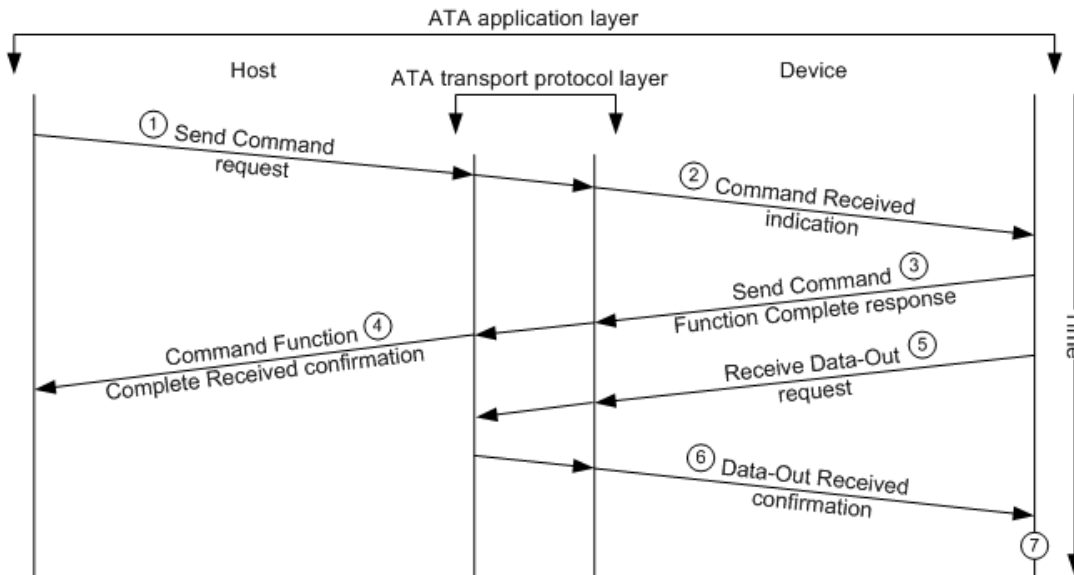 ATA application layer
Host
Device
ATA transport protocol layer
1 Send Command
request
2 Command Received
indication
Send Command 3
Function Complete response
Command Function 4
Complete Received confirmation
Receive Data-Out 5
request
6 Data-Out Received
confirmation
7
Time